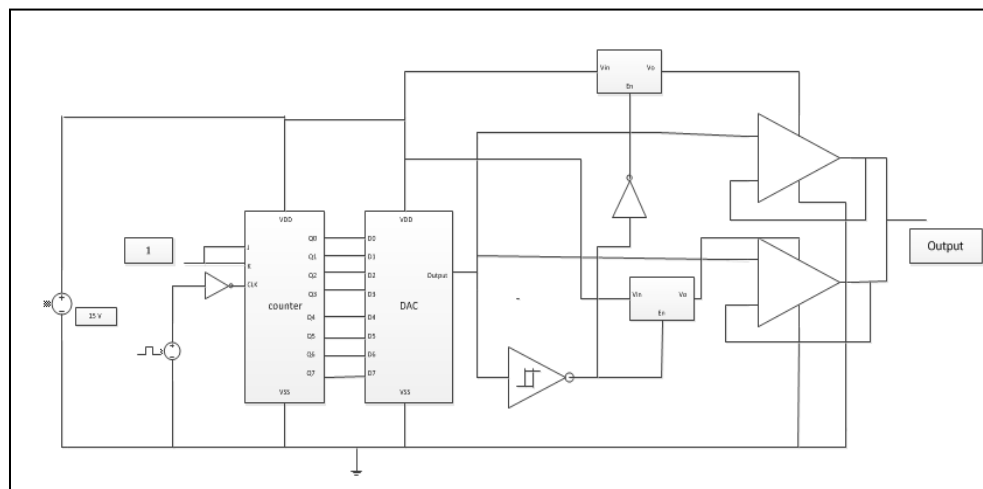 Vin Vo
En
VDD
VDD
1
J
K
CLK
Q0
Q1
Q2
Q3
Q4
Q5
Q6
Q7
counter
VSS
D0
D1
D2
D3
D4
D5
D6
D7
DAC
Output
VSS
15 V
Vin Vo
En
Output